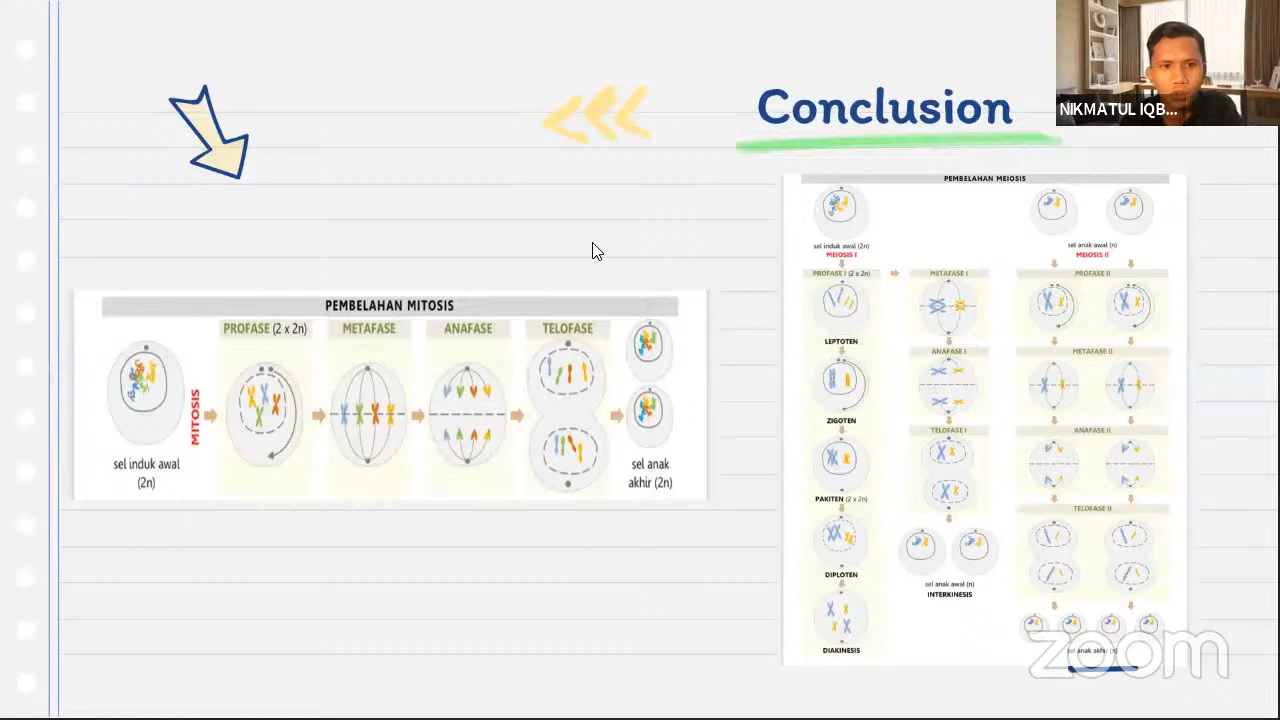 Conclusion
NIKMATUL IQB...
PEMBELAHAN MITOSIS
PROFASE (2 x 2n)
METAFASE
ANAFASE
TELOFASE
MITOSIS
sel induk awal
(2n)
sel anak
akhir (2n)
PEMBELAHAN MEIOSIS
sel induk awal (2n)
MEIOSIS I
PROFASE I (2 x 2n)
LEPTOTEN
ZIGOTEN
PAKITEN (2 x 2n)
DIPLOTEN
DIAKINESIS
METAFASE I
ANAFASE I
TELOFASE I
sel anak awal (n)
INTERKINESIS
sel anak awal (n)
MEIOSIS II
PROFASE II
METAFASE II
ANAFASE II
TELOFASE II
sel anak akhir (n)
zoom